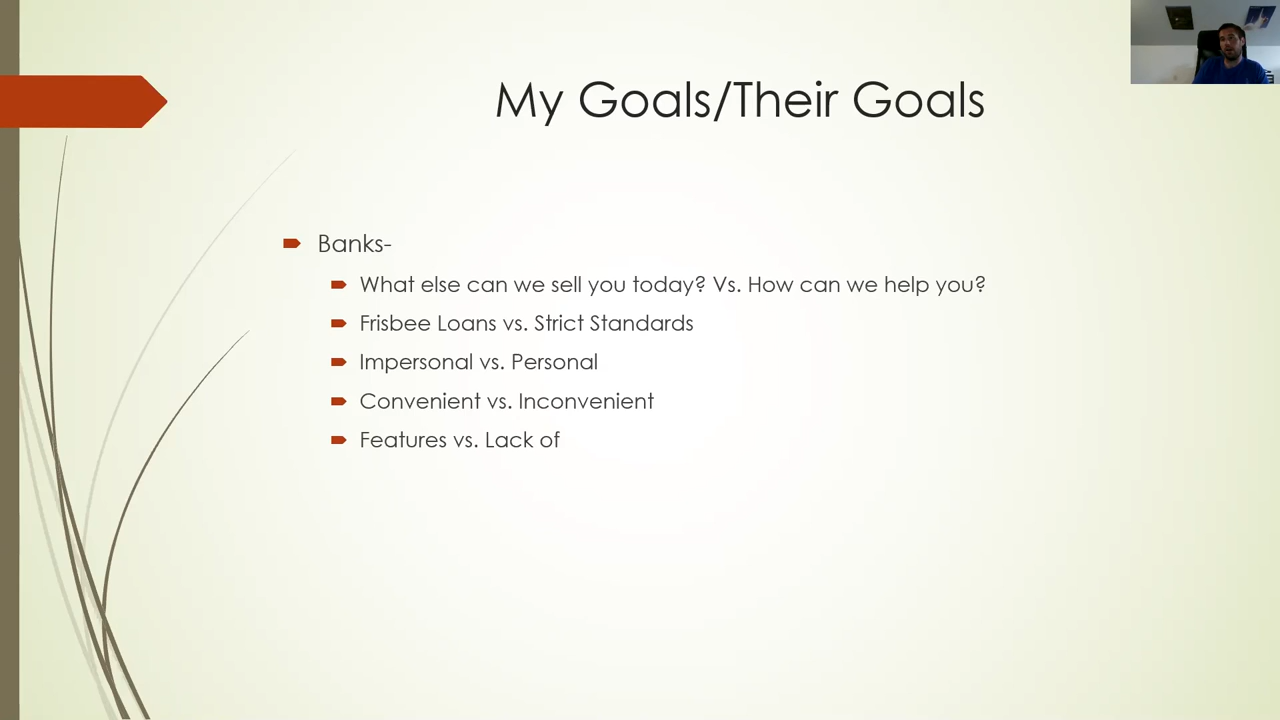 My Goals/Their Goals
Banks-
What else can we sell you today? Vs. How can we help you?
Frisbee Loans vs. Strict Standards
Impersonal vs. Personal
Convenient vs. Inconvenient
Features vs. Lack of